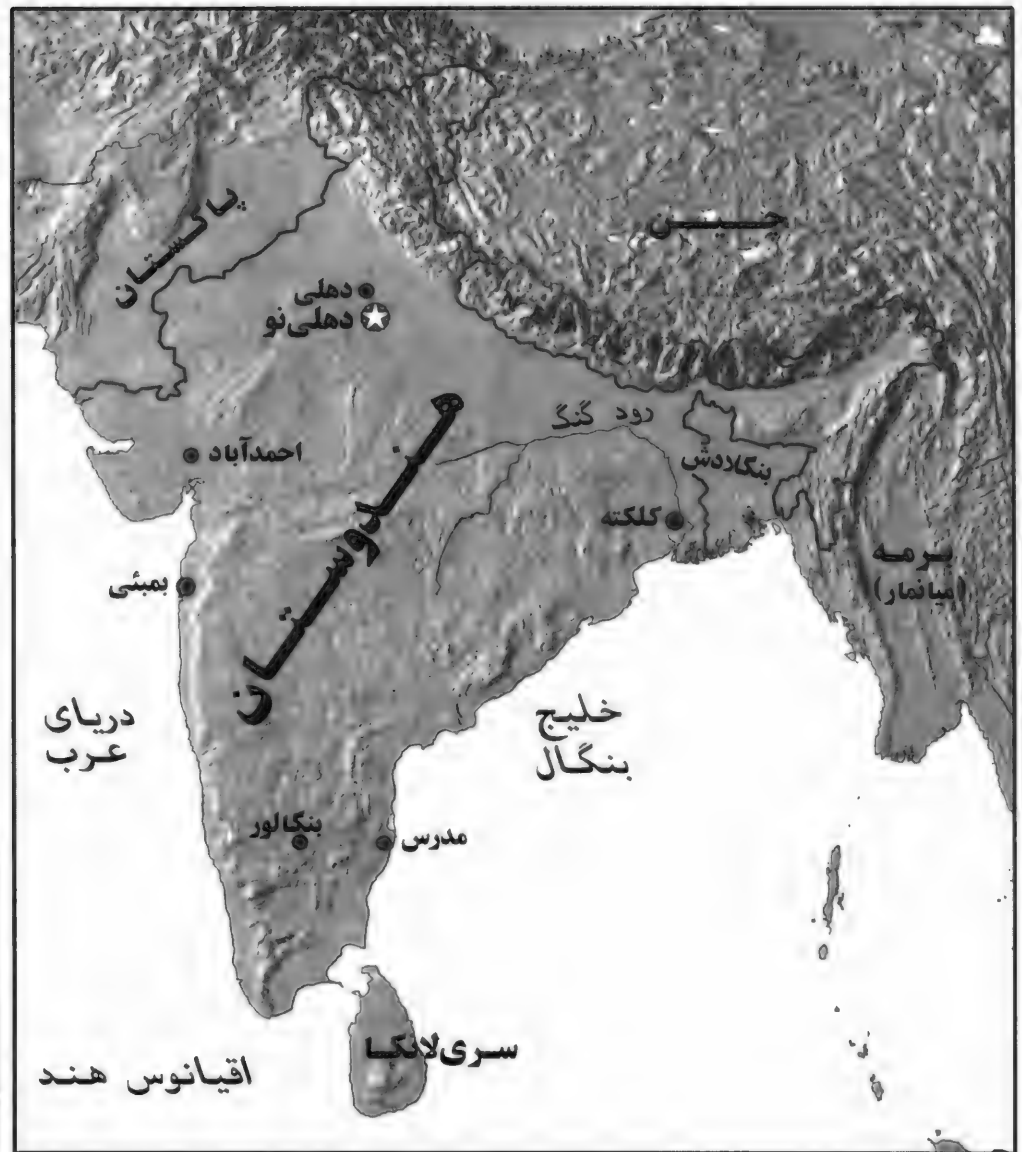 چین
پاکستان
دهلی
دهلی‌نو
هندوستان
رود گنگ
احمدآباد
بنگلادش
کلکته
برمه
(میانمار)
بمبئی
دریای
عرب
خلیج
بنگال
بنگالور
مدرس
سری‌لانکا
اقیانوس هند